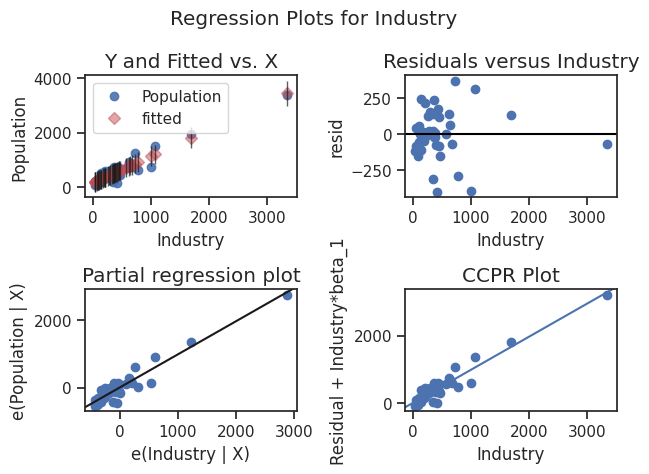 Regression Plots for Industry
Y and Fitted vs. X
Population
4000
2000
0
Population
fitted
0 1000 2000 3000
Industry
Residuals versus Industry
resid
250
0
−250
0 1000 2000 3000
Industry
Partial regression plot
e(Population | X)
2000
0
0 1000 2000 3000
e(Industry | X)
CCPR Plot
Residual + Industry*beta_1
2000
0
0 1000 2000 3000
Industry